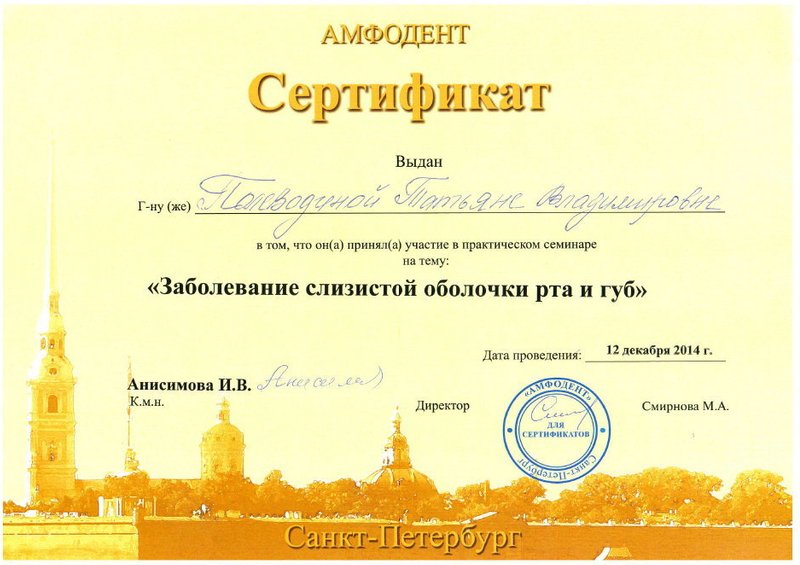 АМФОДЕНТ
Сертификат
Выдан
Г-ну (же) Полеводиной Татьяне Владимировне
в том, что он(а) принял(а) участие в практическом семинаре
на тему:
«Заболевание слизистой оболочки рта и губ»
Дата проведения: 12 декабря 2014 г.
Анисимова И.В.
К.м.н.
Директор
Смирнова М.А.
«АМФОДЕНТ»
ДЛЯ
СЕРТИФИКАТОВ
Санкт-Петербург
Санкт-Петербург